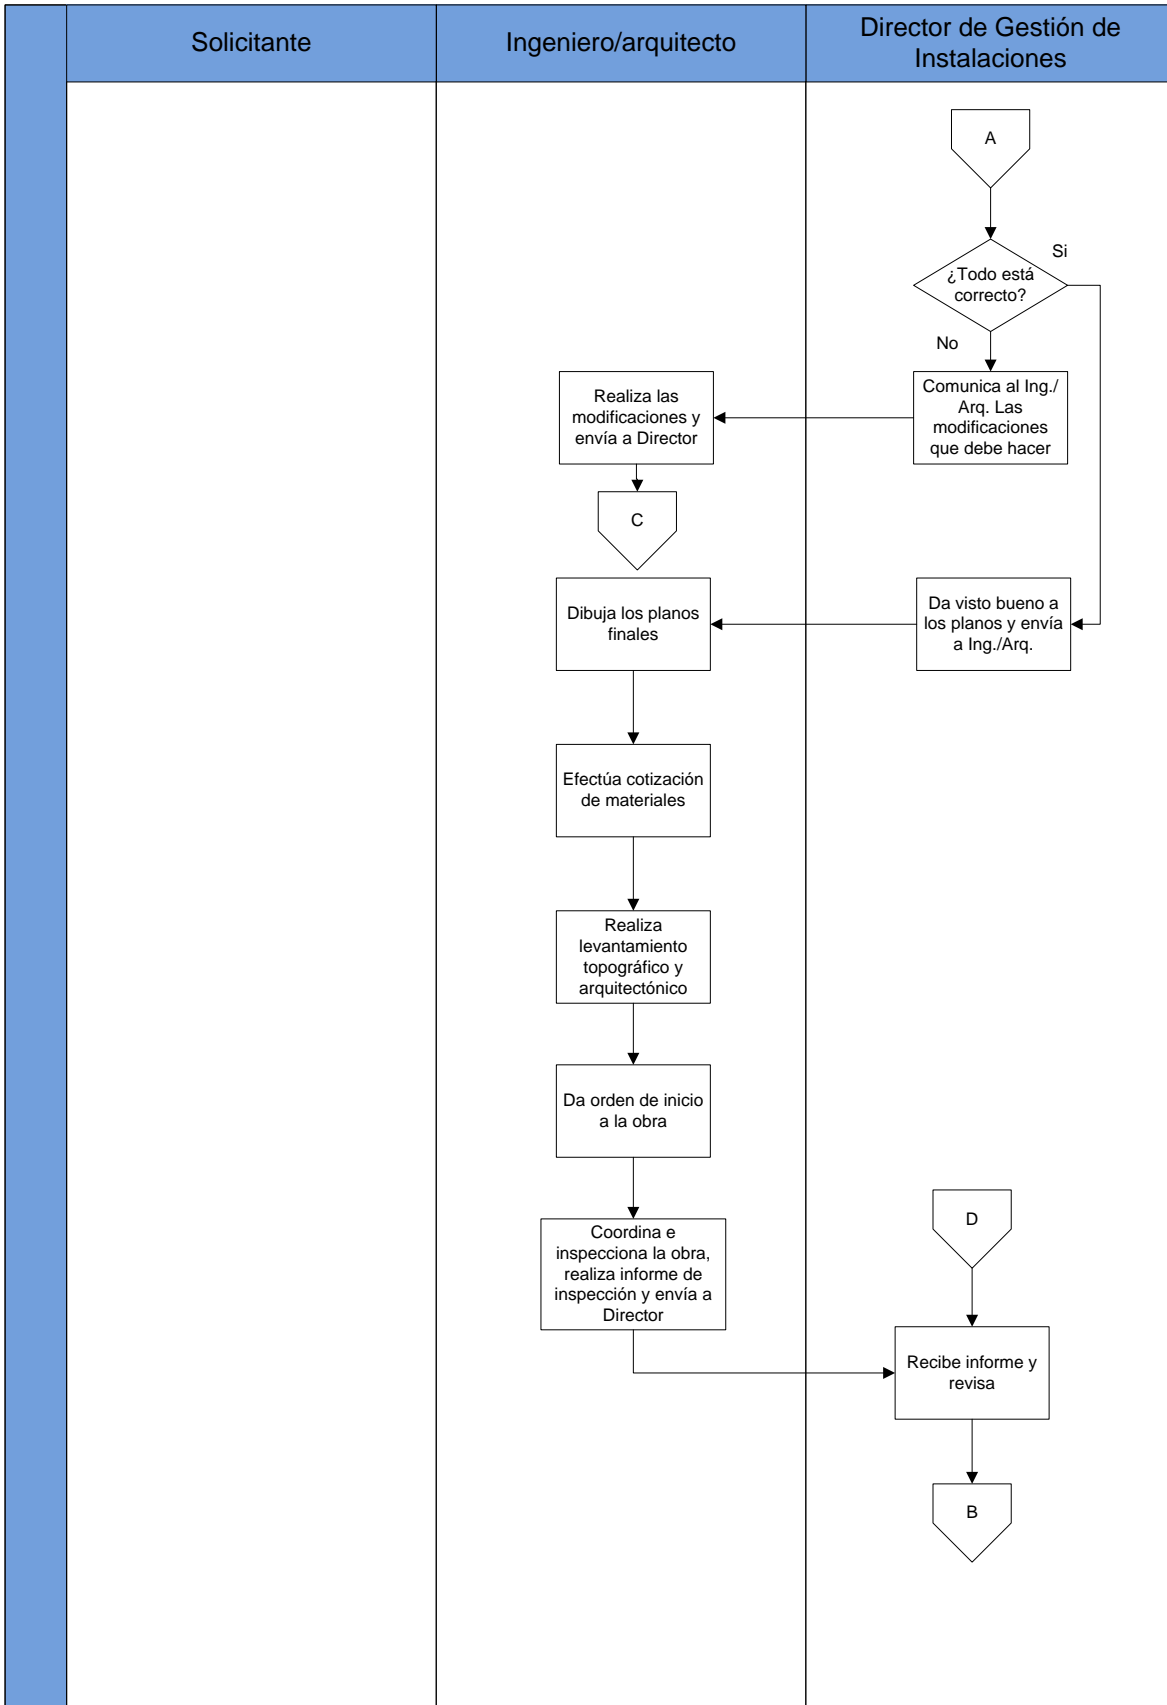 Solicitante
Ingeniero/arquitecto
Director de Gestión de
Instalaciones
A
¿Todo está
correcto?
Si
No
Comunica al Ing./
Arq. Las
modificaciones
que debe hacer
Realiza las
modificaciones y
envía a Director
C
Da visto bueno a
los planos y envía
a Ing./Arq.
Dibuja los planos
finales
Efectúa cotización
de materiales
Realiza
levantamiento
topográfico y
arquitectónico
Da orden de inicio
a la obra
Coordina e
inspecciona la obra,
realiza informe de
inspección y envía a
Director
D
Recibe informe y
revisa
B